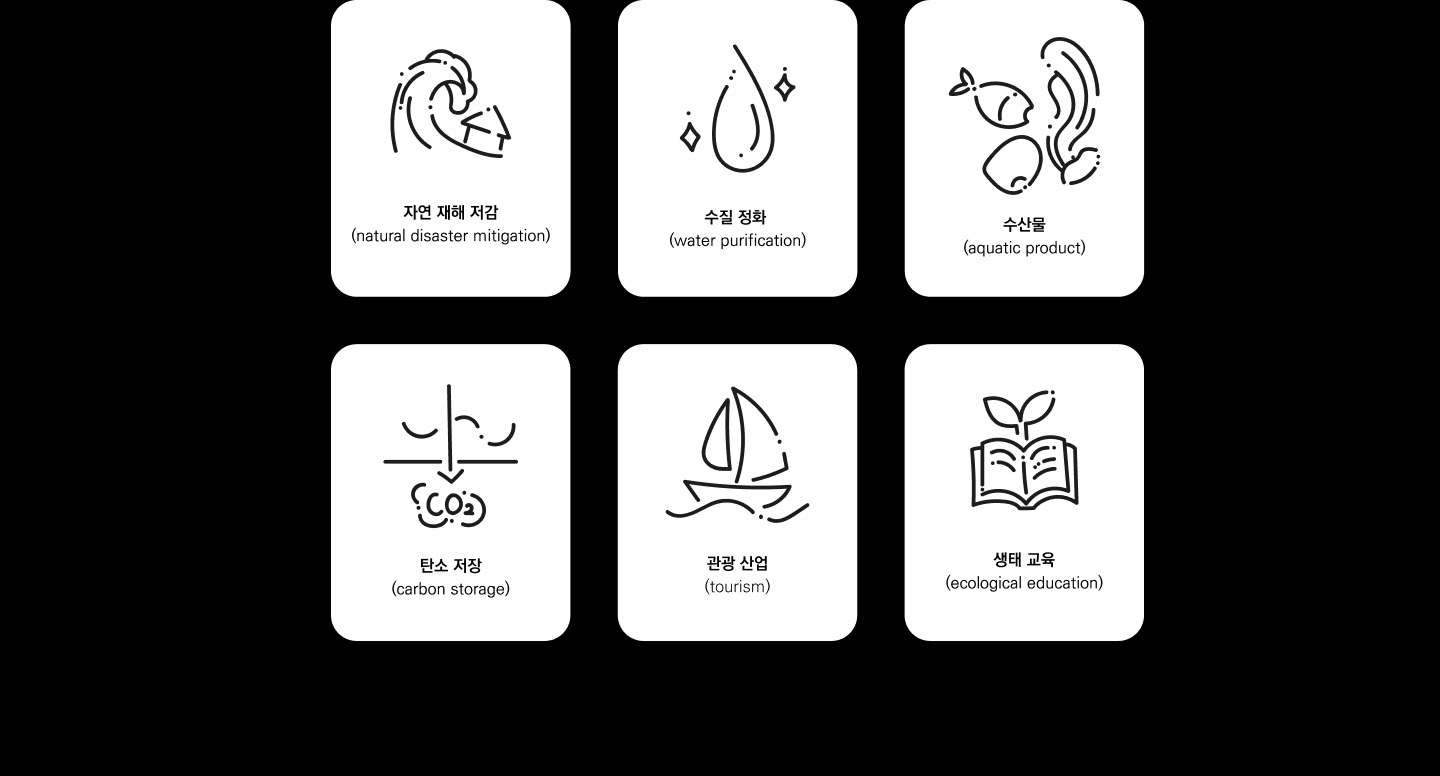 자연 재해 저감
(natural disaster mitigation)
수질 정화
(water purification)
수산물
(aquatic product)
CO₂
탄소 저장
(carbon storage)
관광 산업
(tourism)
생태 교육
(ecological education)